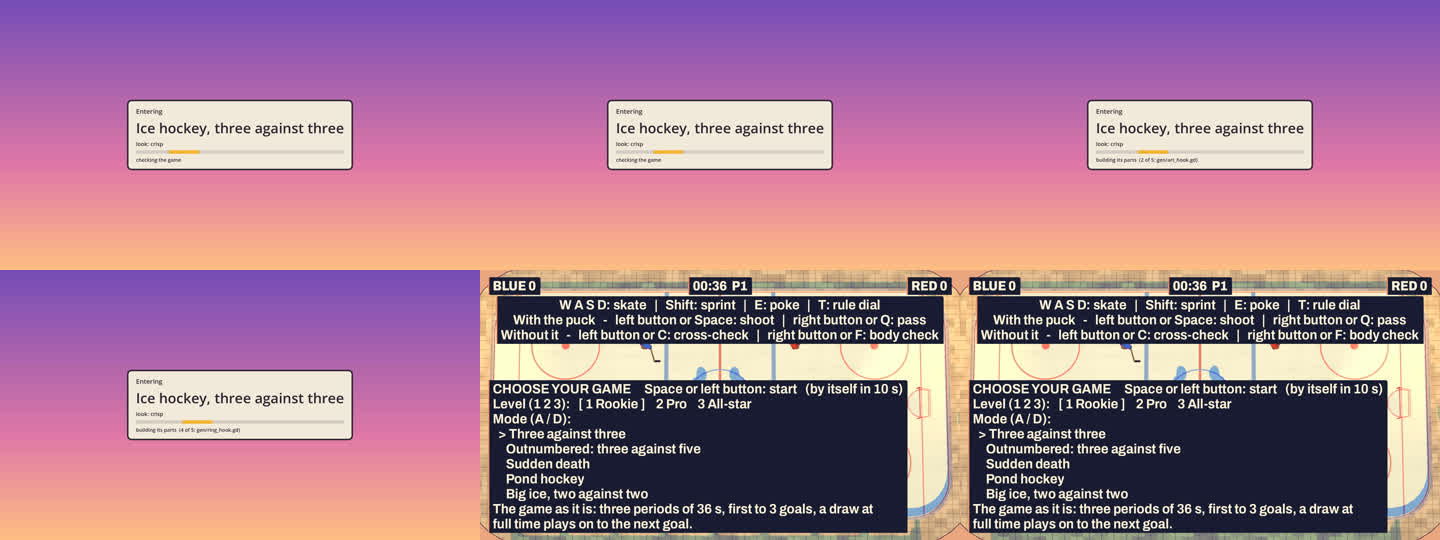 Entering
Ice hockey, three against three
look: crisp
checking the game
Entering
Ice hockey, three against three
look: crisp
checking the game
Entering
Ice hockey, three against three
look: crisp
building its parts (2 of 5: gen/art_hook.gd)
Entering
Ice hockey, three against three
look: crisp
building its parts (4 of 5: gen/ring_hook.gd)
BLUE 0 00:36 P1 RED 0
W A S D: skate | Shift: sprint | E: poke | T: rule dial
With the puck - left button or Space: shoot | right button or Q: pass
Without it - left button or C: cross-check | right button or F: body check
CHOOSE YOUR GAME Space or left button: start (by itself in 10 s)
Level (1 2 3): [ 1 Rookie ] 2 Pro 3 All-star
Mode (A / D):
> Three against three
Outnumbered: three against five
Sudden death
Pond hockey
Big ice, two against two
The game as it is: three periods of 36 s, first to 3 goals, a draw at
full time plays on to the next goal.
BLUE 0 00:36 P1 RED 0
W A S D: skate | Shift: sprint | E: poke | T: rule dial
With the puck - left button or Space: shoot | right button or Q: pass
Without it - left button or C: cross-check | right button or F: body check
CHOOSE YOUR GAME Space or left button: start (by itself in 10 s)
Level (1 2 3): [ 1 Rookie ] 2 Pro 3 All-star
Mode (A / D):
> Three against three
Outnumbered: three against five
Sudden death
Pond hockey
Big ice, two against two
The game as it is: three periods of 36 s, first to 3 goals, a draw at
full time plays on to the next goal.